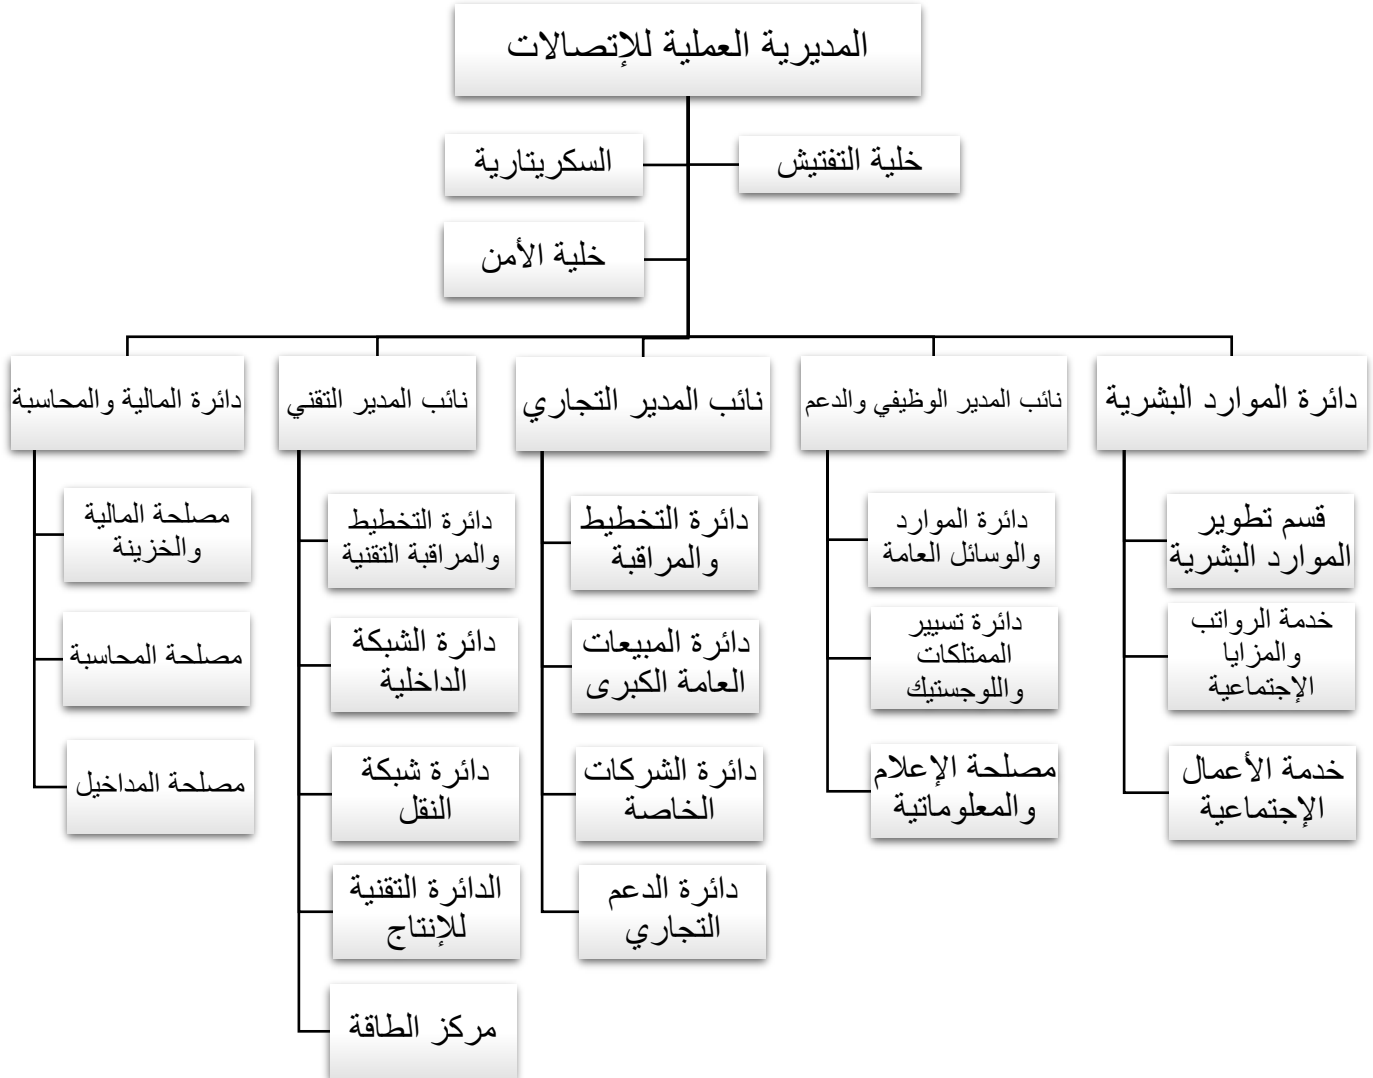 المديرية العملية للإتصالات
خلية التفتيش
السكريتارية
خلية الأمن
دائرة الموارد البشرية
قسم تطوير
الموارد البشرية
خدمة الرواتب
والمزايا
الإجتماعية
خدمة الأعمال
الإجتماعية
نائب المدير الوظيفي والدعم
دائرة الموارد
والوسائل العامة
دائرة تسيير
الممتلكات
واللوجستيك
مصلحة الإعلام
والمعلوماتية
نائب المدير التجاري
دائرة التخطيط
والمراقبة
دائرة المبيعات
العامة الكبرى
دائرة الشركات
الخاصة
دائرة الدعم
التجاري
نائب المدير التقني
دائرة التخطيط
والمراقبة التقنية
دائرة الشبكة
الداخلية
دائرة شبكة
النقل
الدائرة التقنية
للإنتاج
مركز الطاقة
دائرة المالية والمحاسبة
مصلحة المالية
والخزينة
مصلحة المحاسبة
مصلحة المداخيل